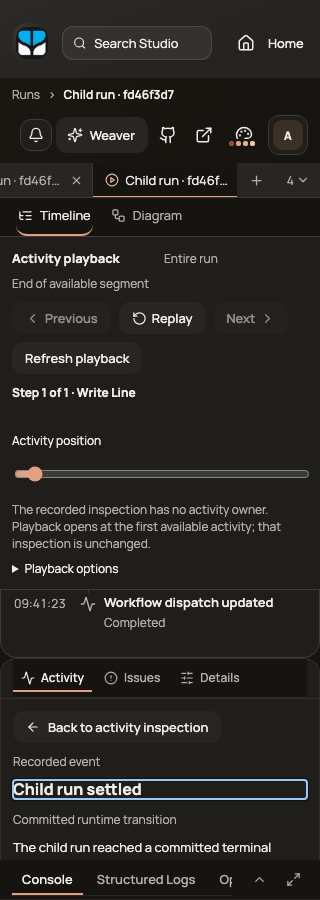 Search Studio
Home
Runs › Child run · fd46f3d7
Weaver
A
un · fd46f... × Child run · fd46f... + 4
Timeline Diagram
Activity playback Entire run
End of available segment
Previous Replay Next
Refresh playback
Step 1 of 1 · Write Line
Activity position
The recorded inspection has no activity owner.
Playback opens at the first available activity; that
inspection is unchanged.
Playback options
09:41:23 Workflow dispatch updated
Completed
Activity Issues Details
Back to activity inspection
Recorded event
Child run settled
Committed runtime transition
The child run reached a committed terminal
Console Structured Logs